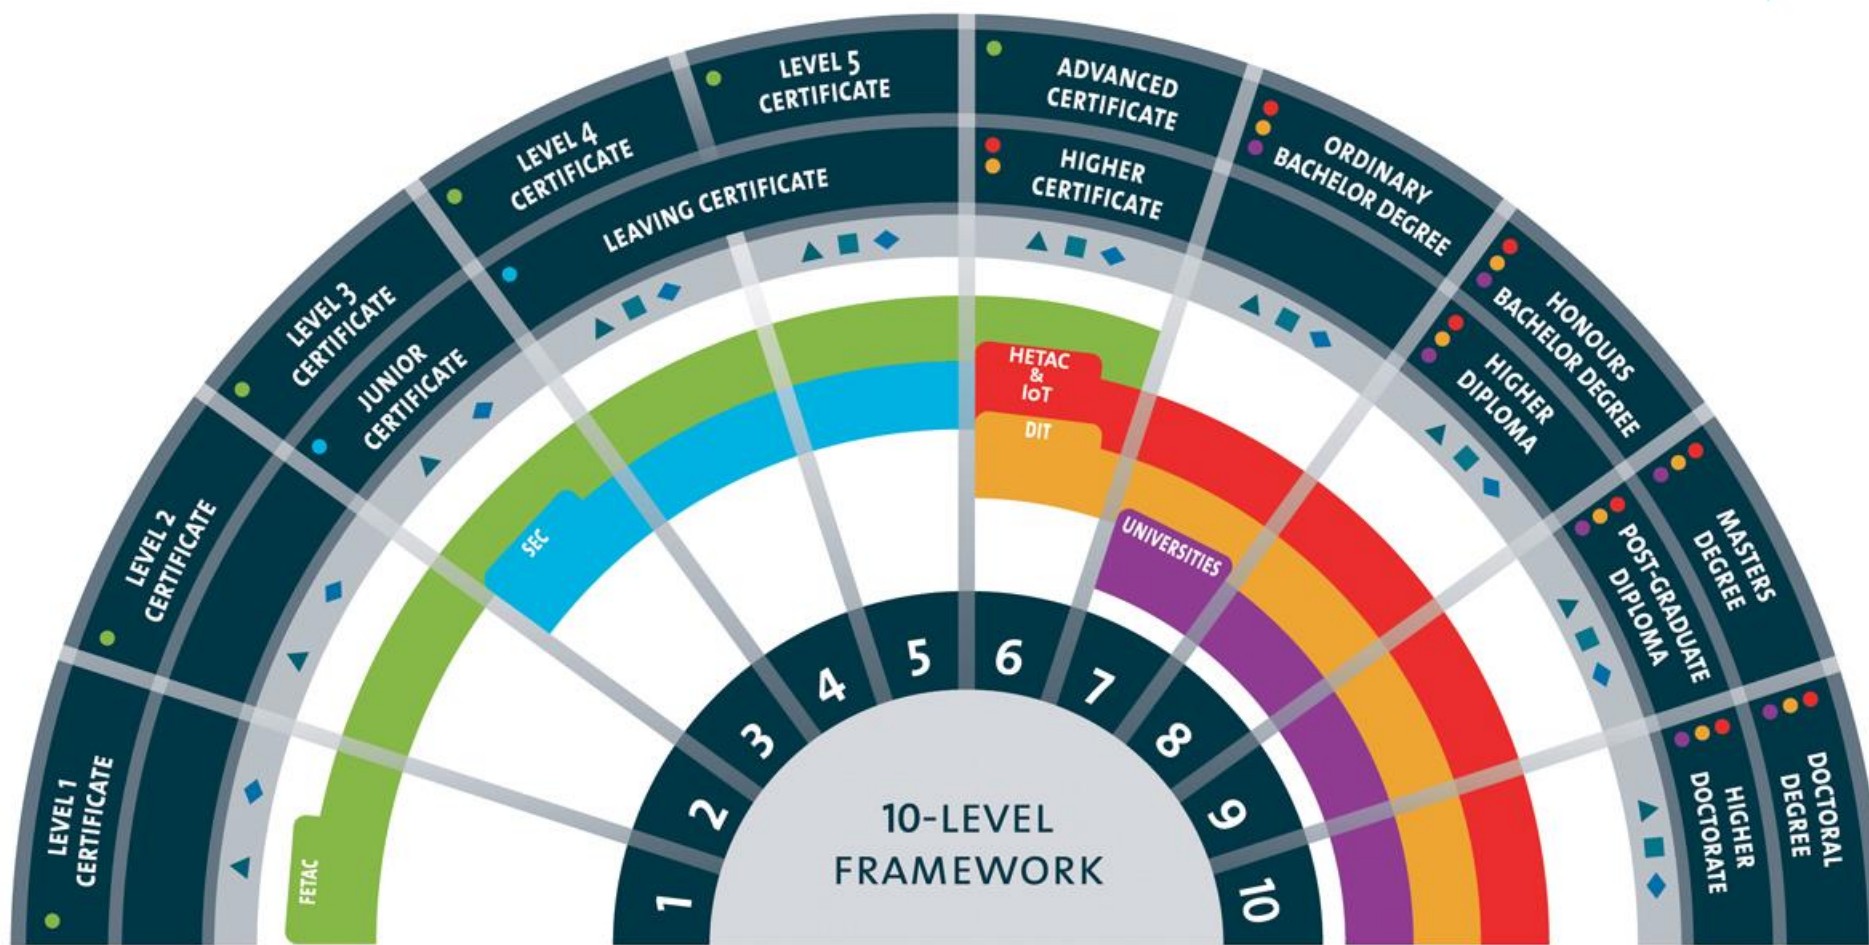 LEVEL 1
CERTIFICATE
LEVEL 2
CERTIFICATE
LEVEL 3
CERTIFICATE
JUNIOR
CERTIFICATE
LEVEL 4
CERTIFICATE
LEVEL 5
CERTIFICATE
LEAVING CERTIFICATE
ADVANCED
CERTIFICATE
HIGHER
CERTIFICATE
ORDINARY
BACHELOR DEGREE
HONOURS
BACHELOR DEGREE
HIGHER
DIPLOMA
MASTERS
DEGREE
POST-GRADUATE
DIPLOMA
DOCTORAL
DEGREE
HIGHER
DOCTORATE
FETAC
SEC
HETAC
&
IoT
DIT
UNIVERSITIES
1
2
3
4
5
6
7
8
9
10
10-LEVEL
FRAMEWORK